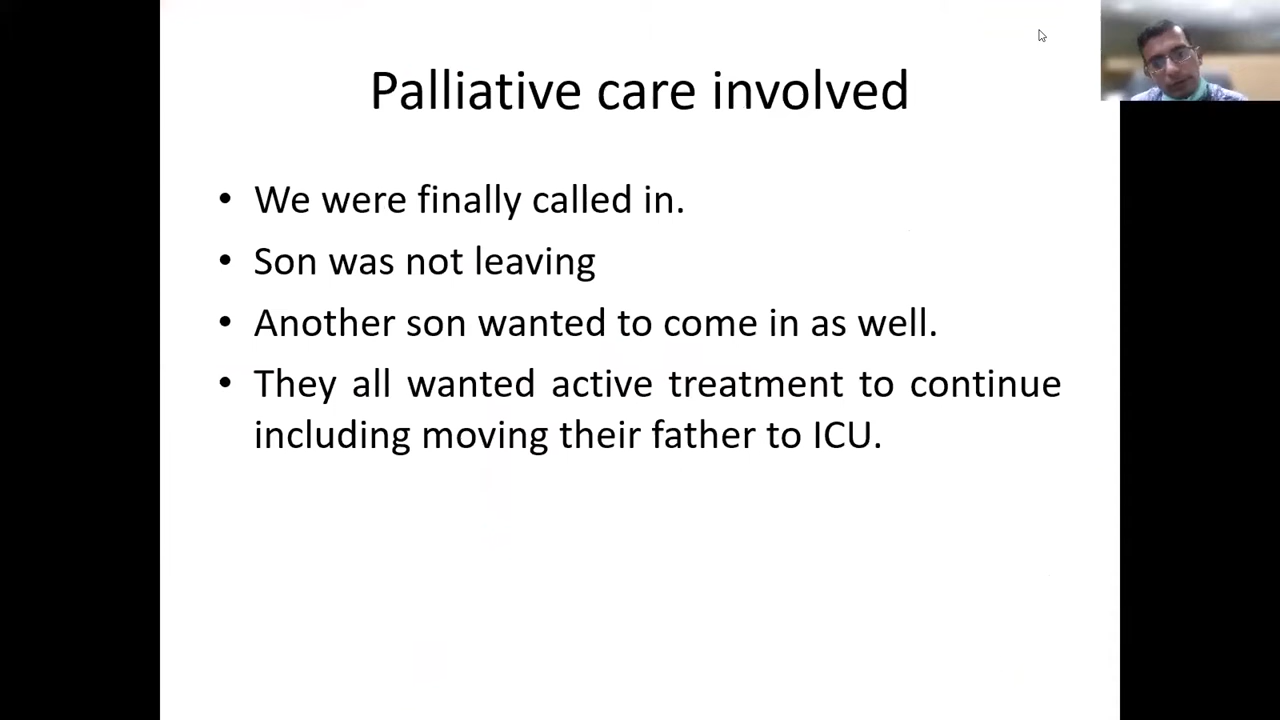 Palliative care involved
• We were finally called in.
• Son was not leaving
• Another son wanted to come in as well.
• They all wanted active treatment to continue
including moving their father to ICU.